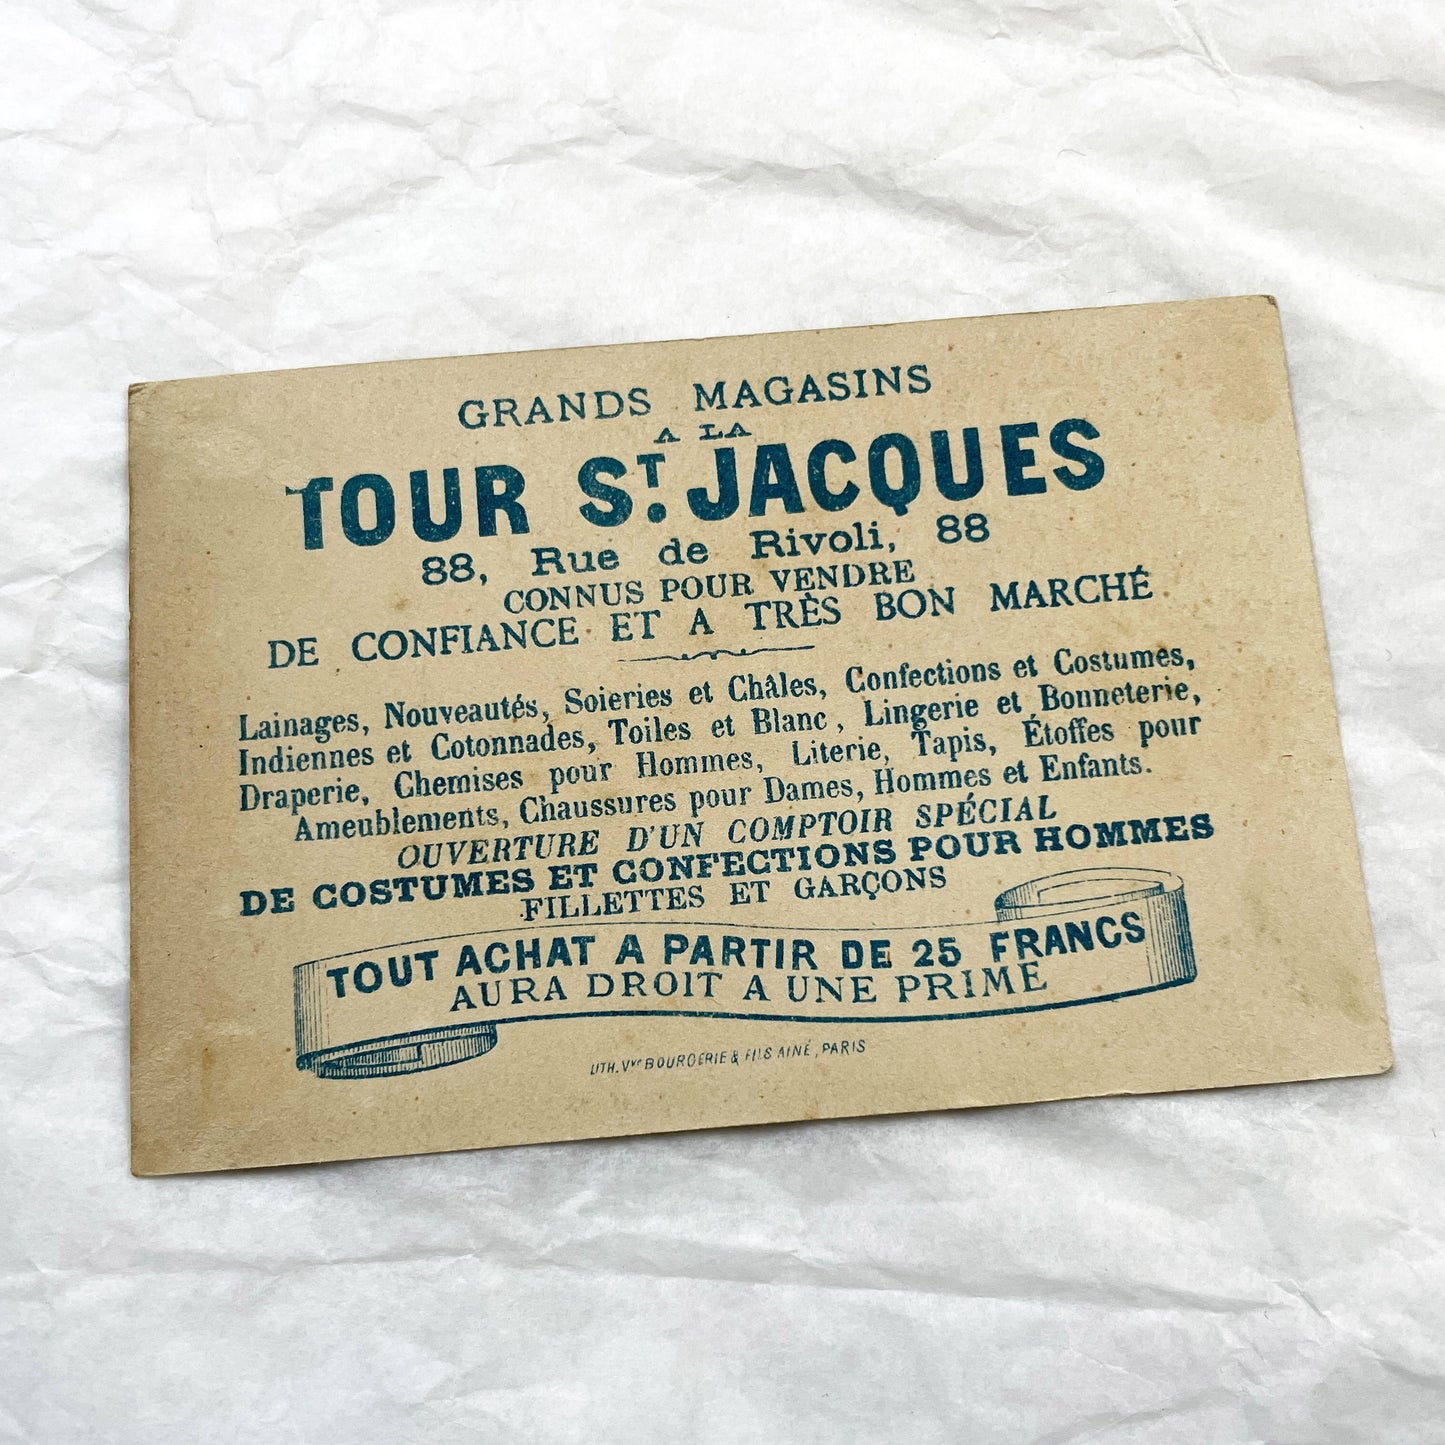 GRANDS MAGASINS
A LA
TOUR ST. JACQUES
88, Rue de Rivoli, 88
CONNUS POUR VENDRE
DE CONFIANCE ET A TRÈS BON MARCHÉ
Lainages, Nouveautés, Soieries et Châles, Confections et Costumes,
Indiennes et Cotonnades, Toiles et Blanc, Lingerie et Bonneterie,
Draperie, Chemises pour Hommes, Literie, Tapis, Étoffes pour
Ameublements, Chaussures pour Dames, Hommes et Enfants.
OUVERTURE D'UN COMPTOIR SPÉCIAL
DE COSTUMES ET CONFECTIONS POUR HOMMES
FILLETTES ET GARÇONS
TOUT ACHAT A PARTIR DE 25 FRANCS
AURA DROIT A UNE PRIME
LITH. Vve BOURGERIE & FILS AINÉ, PARIS